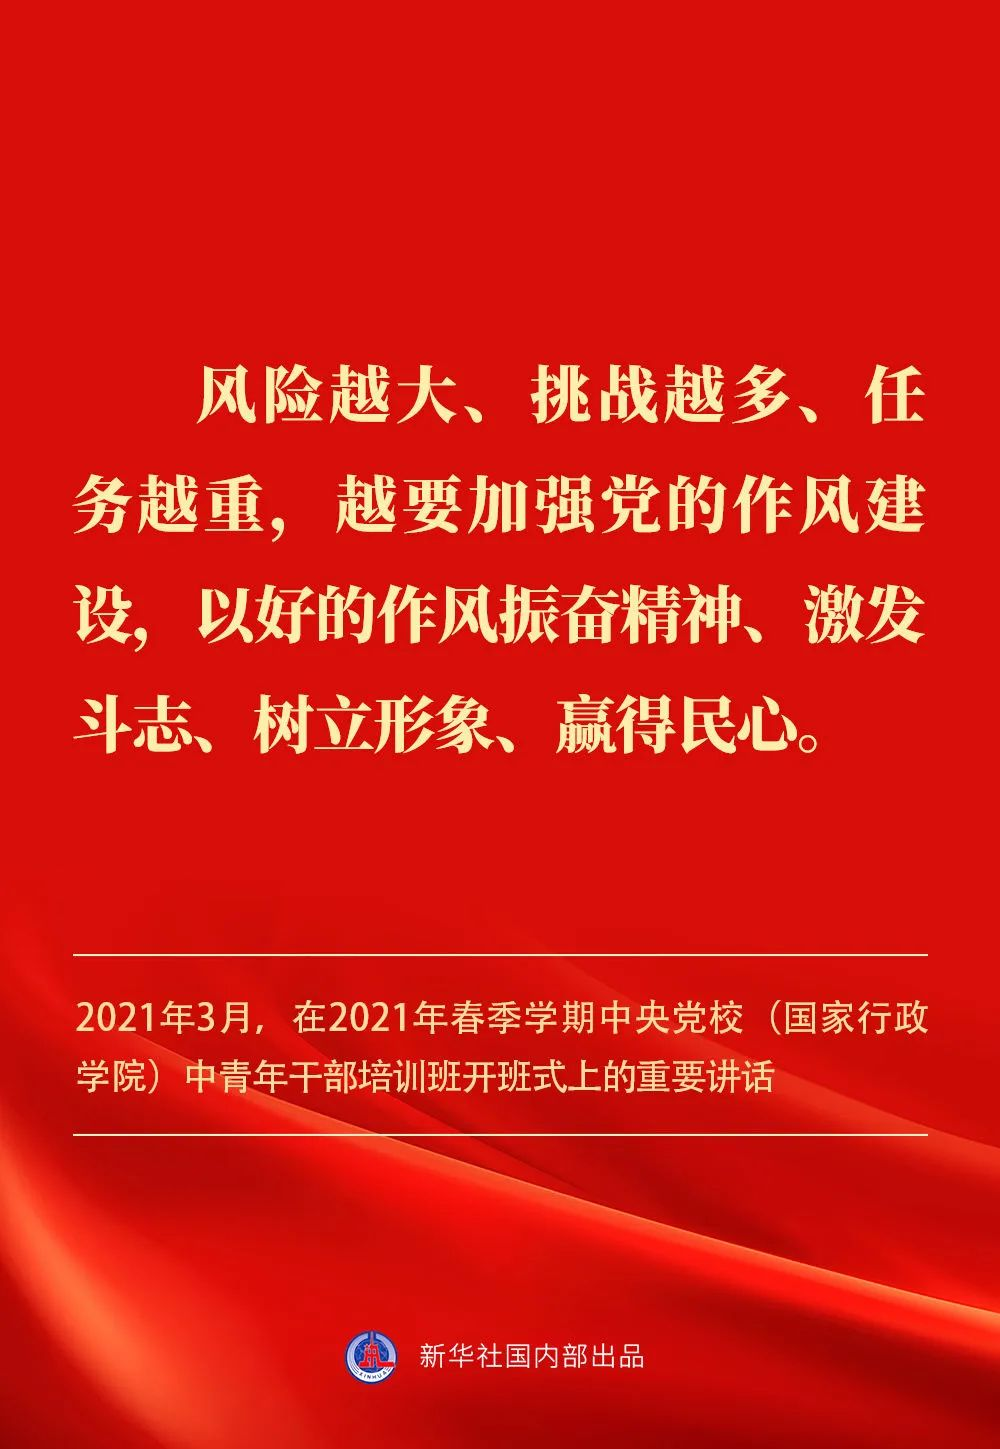 风险越大、挑战越多、任
务越重，越要加强党的作风建
设，以好的作风振奋精神、激发
斗志、树立形象、赢得民心。
2021年3月，在2021年春季学期中央党校（国家行政
学院）中青年干部培训班开班式上的重要讲话
XINHUA
新华社国内部出品